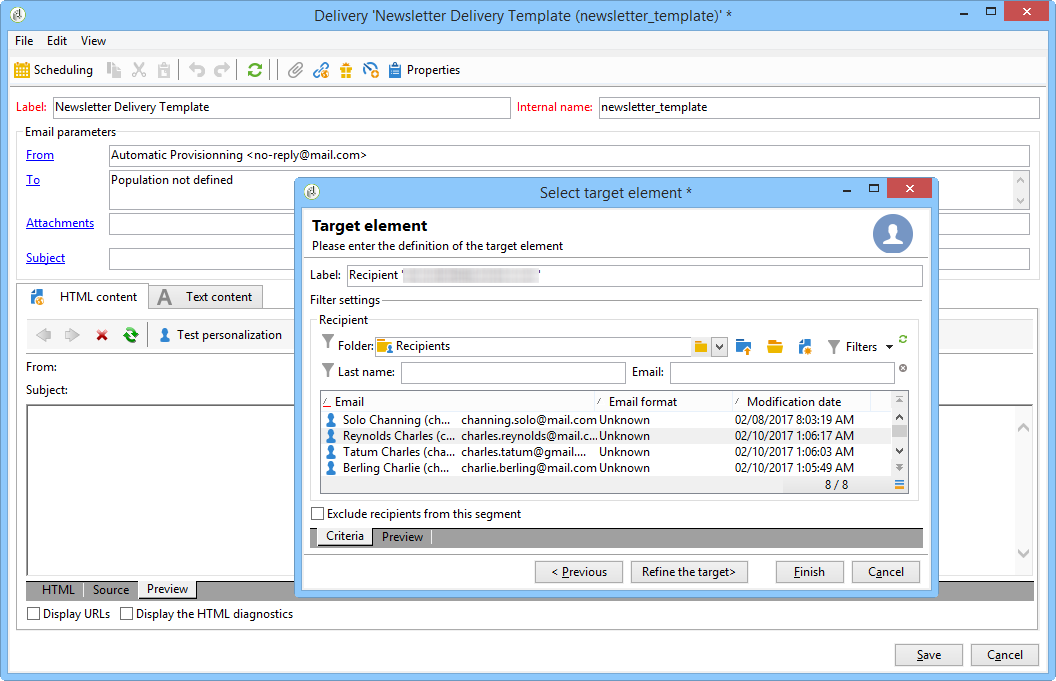 Delivery 'Newsletter Delivery Template (newsletter_template)' *
File Edit View
Scheduling Properties
Label: Newsletter Delivery Template Internal name: newsletter_template
Email parameters
From Automatic Provisionning <no-reply@mail.com>
To Population not defined
Attachments
Subject
HTML content A Text content
Test personalization
From:
Subject:
HTML Source Preview
Display URLs Display the HTML diagnostics
Save Cancel
Select target element *
Target element
Please enter the definition of the target element
Label: Recipient ' '
Filter settings
Recipient
Folder: Recipients Filters
Last name: Email:
Email Email format Modification date
Solo Channing (ch... channing.solo@mail.com Unknown 02/08/2017 8:03:19 AM
Reynolds Charles (c... charles.reynolds@mail.c... Unknown 02/10/2017 1:06:17 AM
Tatum Charles (cha... charles.tatum@gmail.... Unknown 02/10/2017 1:06:03 AM
Berling Charlie (ch... charlie.berling@mail.com Unknown 02/10/2017 1:05:49 AM
8 / 8
Exclude recipients from this segment
Criteria Preview
< Previous Refine the target> Finish Cancel